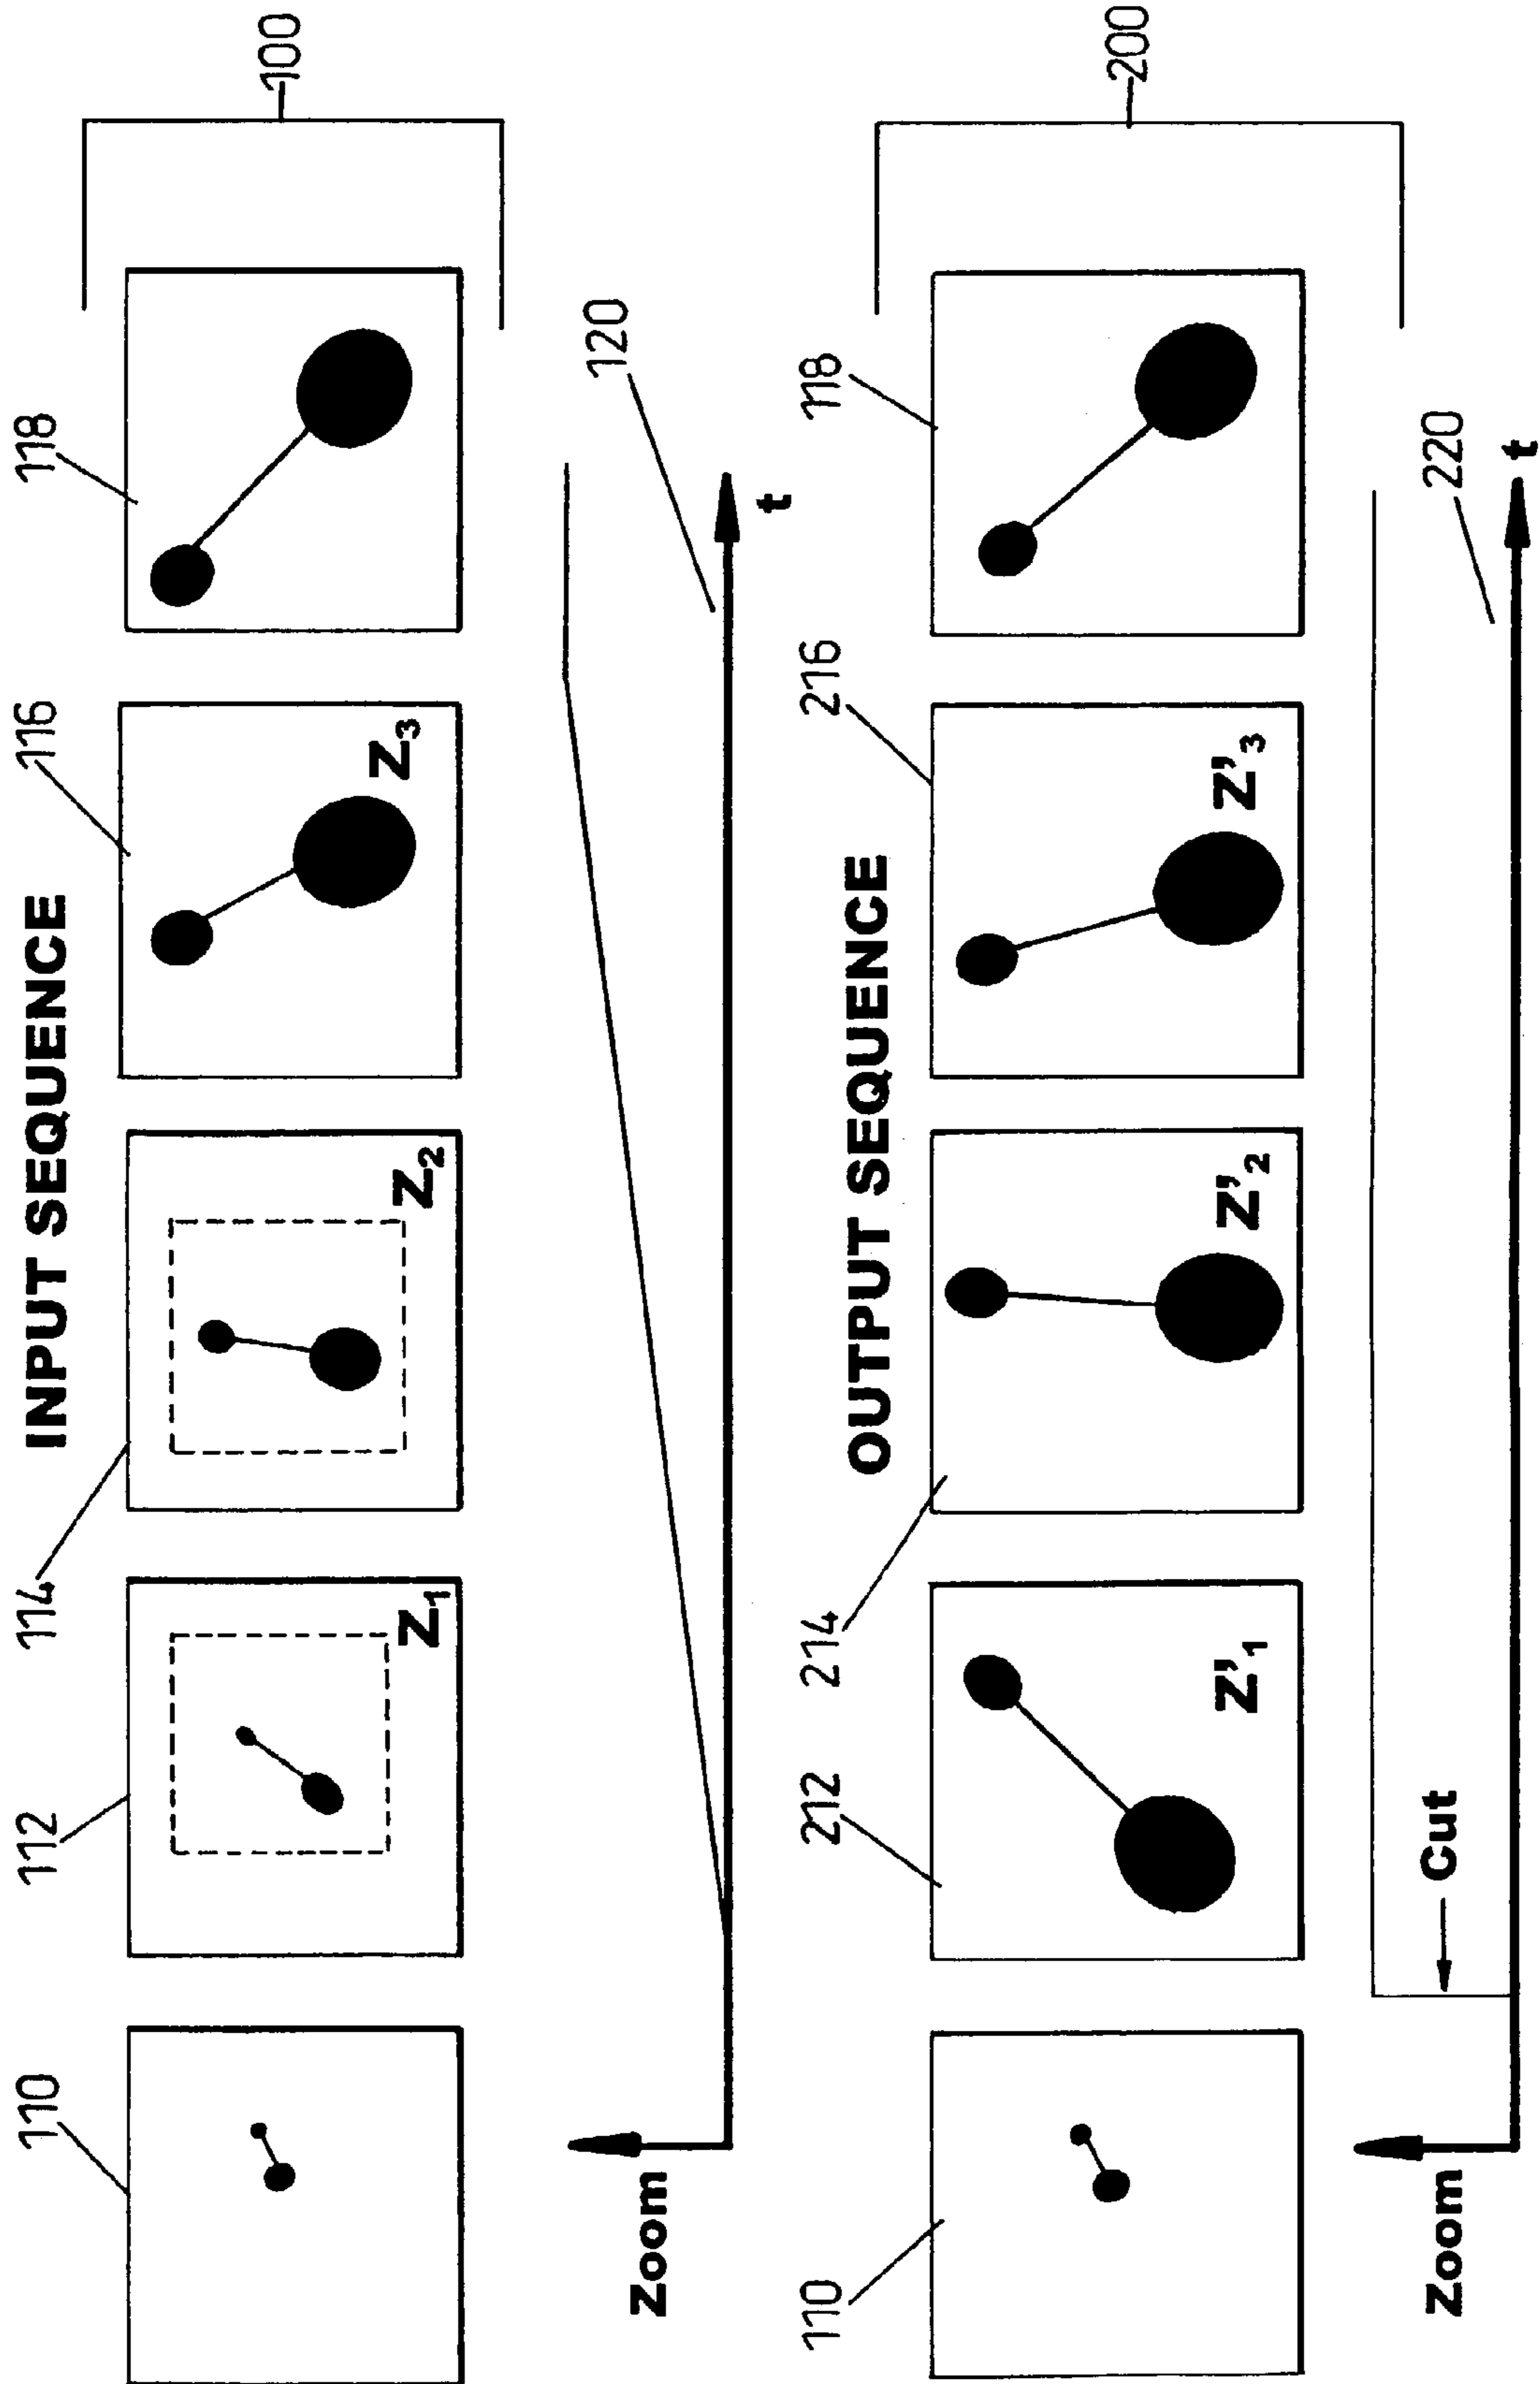 INPUT SEQUENCE
110 112 114 116 118
Z₁ Z₂ Z₃
100
Zoom
120
t
OUTPUT SEQUENCE
110 212 214 216 118
Z'₁ Z'₂ Z'₃
200
Cut
Zoom
220
t